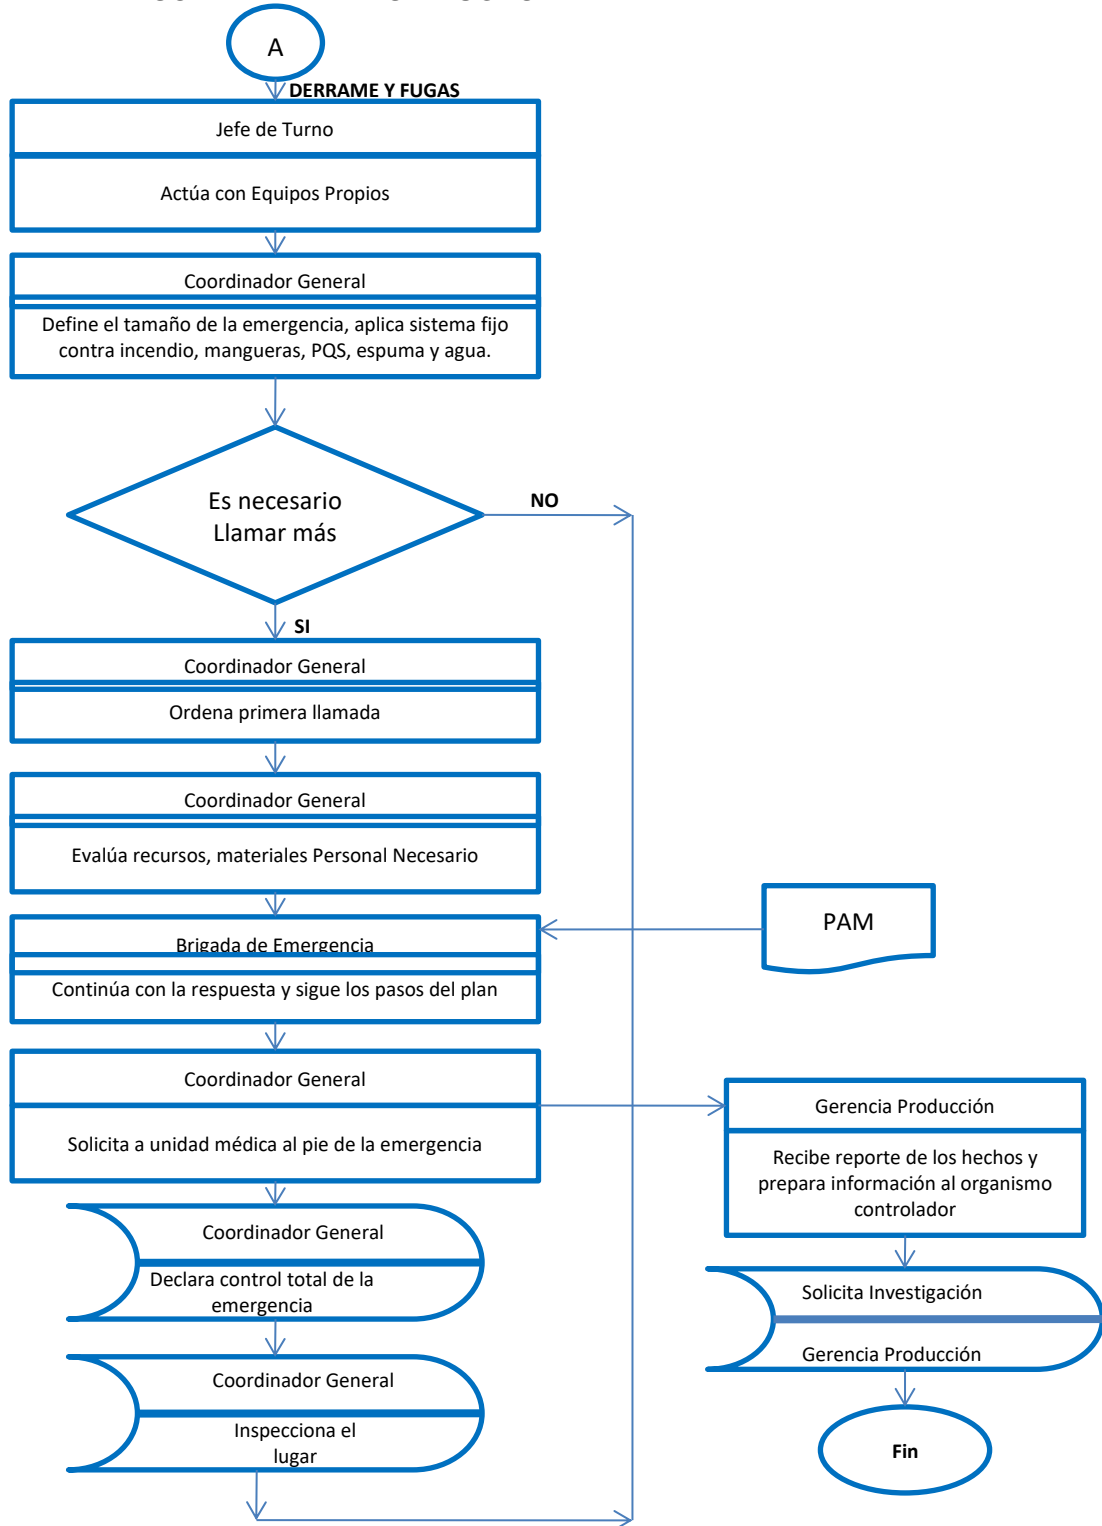 A
DERRAME Y FUGAS
Jefe de Turno
Actúa con Equipos Propios
Coordinador General
Define el tamaño de la emergencia, aplica sistema fijo
contra incendio, mangueras, PQS, espuma y agua.
Es necesario
Llamar más
NO
SI
Coordinador General
Ordena primera llamada
Coordinador General
Evalúa recursos, materiales Personal Necesario
Brigada de Emergencia
PAM
Continúa con la respuesta y sigue los pasos del plan
Coordinador General
Solicita a unidad médica al pie de la emergencia
Gerencia Producción
Recibe reporte de los hechos y
prepara información al organismo
controlador
Coordinador General
Declara control total de la
emergencia
Solicita Investigación
Gerencia Producción
Coordinador General
Inspecciona el
lugar
Fin